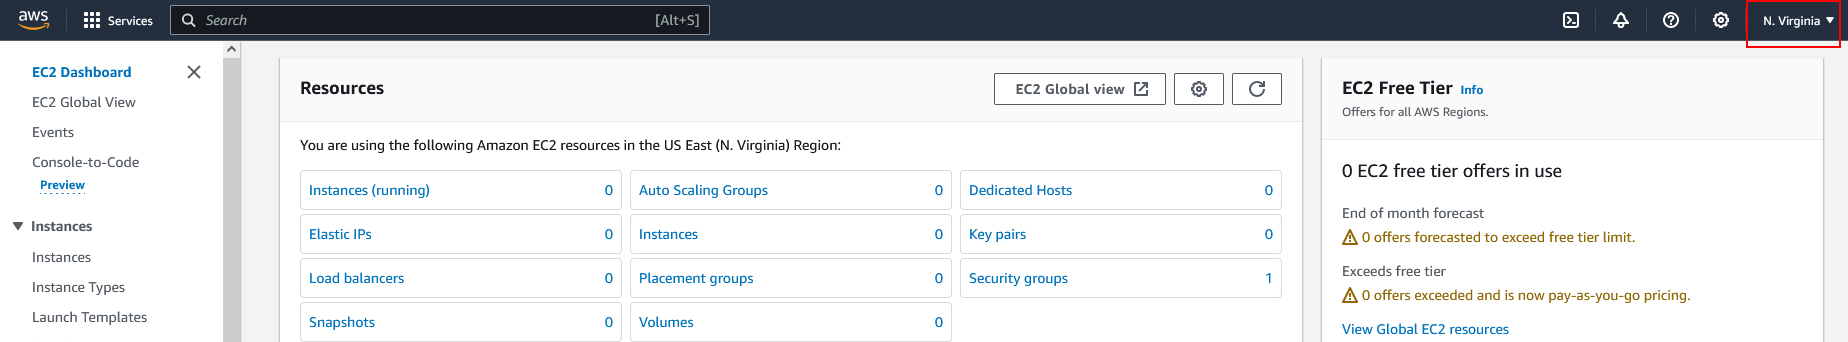 aws
Services
Search [Alt+S]
N. Virginia
EC2 Dashboard
EC2 Global View
Events
Console-to-Code
Preview
Instances
Instances
Instance Types
Launch Templates
Resources
EC2 Global view
You are using the following Amazon EC2 resources in the US East (N. Virginia) Region:
Instances (running) 0
Auto Scaling Groups 0
Dedicated Hosts 0
Elastic IPs 0
Instances 0
Key pairs 0
Load balancers 0
Placement groups 0
Security groups 1
Snapshots 0
Volumes 0
EC2 Free Tier Info
Offers for all AWS Regions.
0 EC2 free tier offers in use
End of month forecast
0 offers forecasted to exceed free tier limit.
Exceeds free tier
0 offers exceeded and is now pay-as-you-go pricing.
View Global EC2 resources